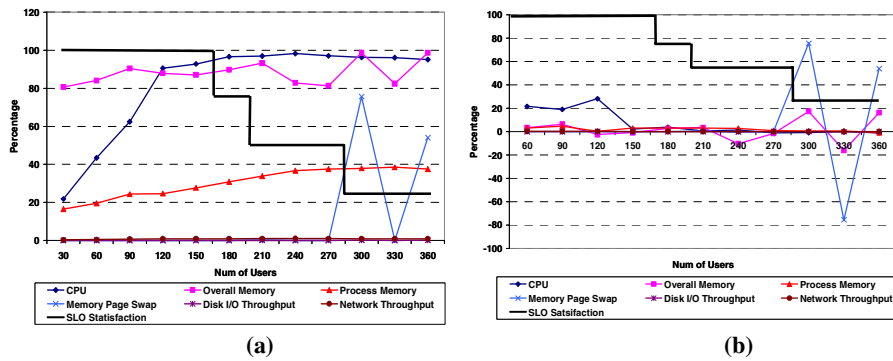 120
100
80
60
40
20
0
Percentage
30 60 90 120 150 180 210 240 270 300 330 360
Num of Users
CPU Overall Memory Process Memory
Memory Page Swap Disk I/O Throughput Network Throughput
SLO Statisfaction
(a)
100
80
60
40
20
0
-20
-40
-60
-80
-100
Percentage
60 90 120 150 180 210 240 270 300 330 360
Num of Users
CPU Overall Memory Process Memory
Memory Page Swap Disk I/O Throughput Network Throughput
SLO Satsifaction
(b)